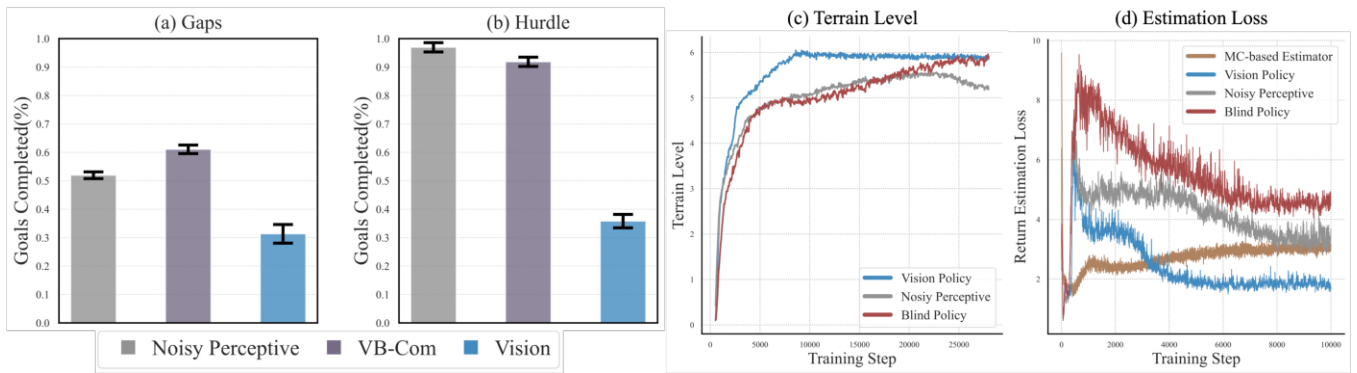 (a) Gaps
Goals Completed(%)
1.0
0.9
0.8
0.7
0.6
0.5
0.4
0.3
0.2
0.1
0.0
(b) Hurdle
Goals Completed(%)
1.0
0.9
0.8
0.7
0.6
0.5
0.4
0.3
0.2
0.1
0.0
Noisy Perceptive
VB-Com
Vision
(c) Terrain Level
Terrain Level
6
5
4
3
2
1
0
Vision Policy
Nosiy Perceptive
Blind Policy
0
5000
10000
15000
20000
25000
Training Step
(d) Estimation Loss
Return Estimation Loss
10
8
6
4
2
MC-based Estimator
Vision Policy
Noisy Perceptive
Blind Policy
0
2000
4000
6000
8000
10000
Training Step